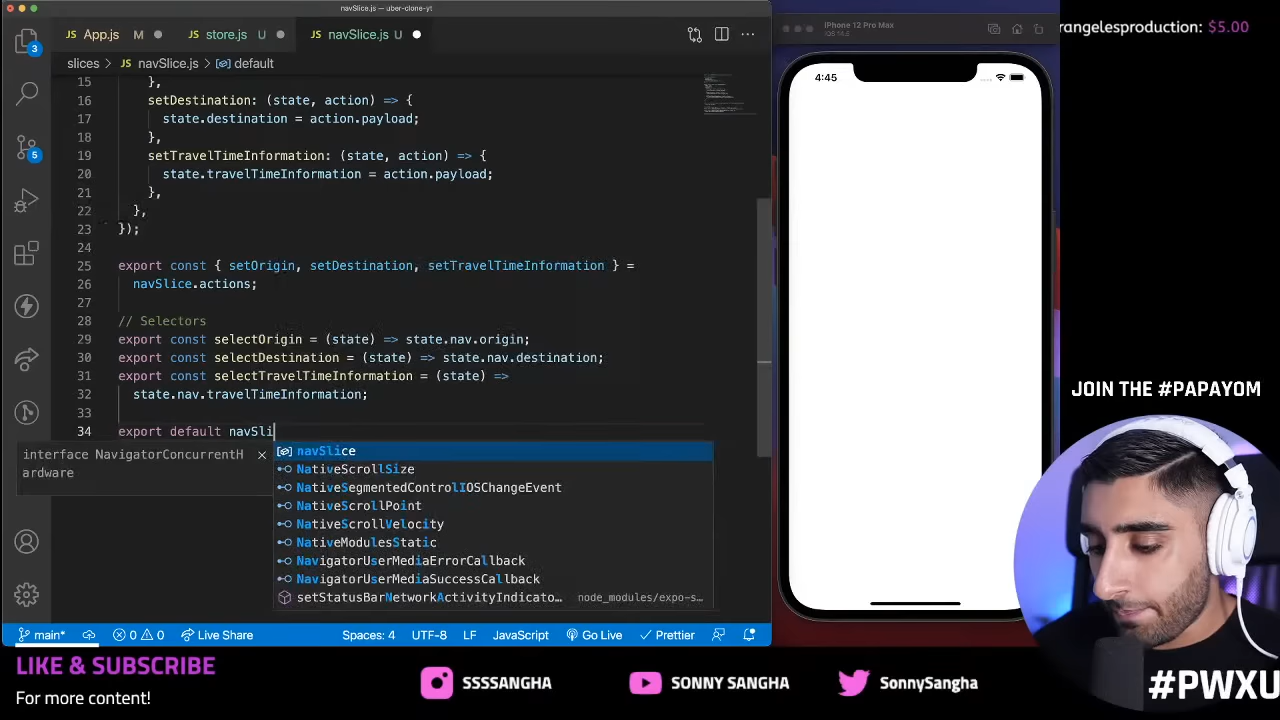 navSlice.js — uber-clone-yt
App.js M
store.js U
navSlice.js U
slices > navSlice.js > default
15 },
16 setDestination: (state, action) => {
17 state.destination = action.payload;
18 },
19 setTravelTimeInformation: (state, action) => {
20 state.travelTimeInformation = action.payload;
21 },
22 },
23 });
24
25 export const { setOrigin, setDestination, setTravelTimeInformation } =
26 navSlice.actions;
27
28 // Selectors
29 export const selectOrigin = (state) => state.nav.origin;
30 export const selectDestination = (state) => state.nav.destination;
31 export const selectTravelTimeInformation = (state) =>
32 state.nav.travelTimeInformation;
33
34 export default navSli
interface NavigatorConcurrentH
ardware
navSlice
NativeScrollSize
NativeSegmentedControlIOSChangeEvent
NativeScrollPoint
NativeScrollVelocity
NativeModulesStatic
NavigatorUserMediaErrorCallback
NavigatorUserMediaSuccessCallback
setStatusBarNetworkActivityIndicato… node_modules/expo-s…
3
5
main* 0 0 Live Share Spaces: 4 UTF-8 LF JavaScript Go Live Prettier
iPhone 12 Pro Max
iOS 14.5
4:45
rangelesproduction: $5.00
JOIN THE #PAPAYOM
#PWXU
LIKE & SUBSCRIBE
For more content!
SSSSANGHA
SONNY SANGHA
SonnySangha